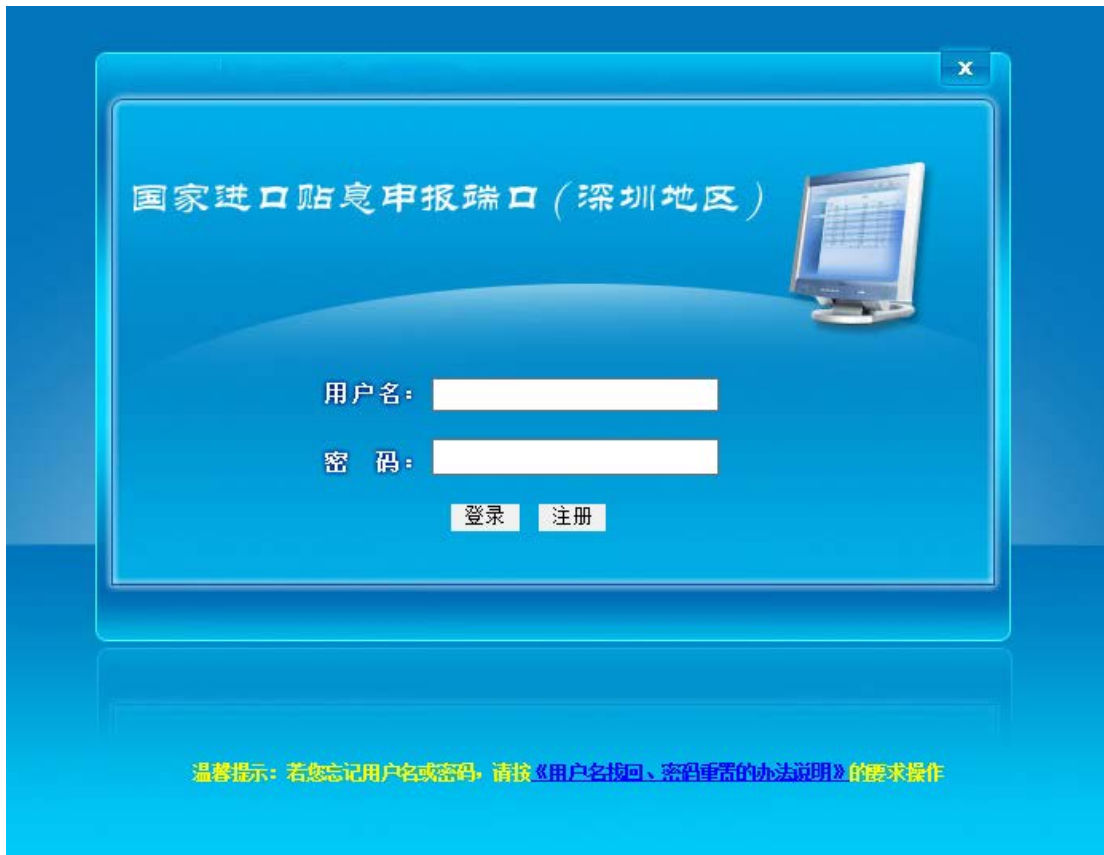 X
国家进口贴息申报端口（深圳地区）
用户名：
密 码：
登录 注册
温馨提示：若您忘记用户名或密码，请按《用户名找回、密码重置的办法说明》的要求操作